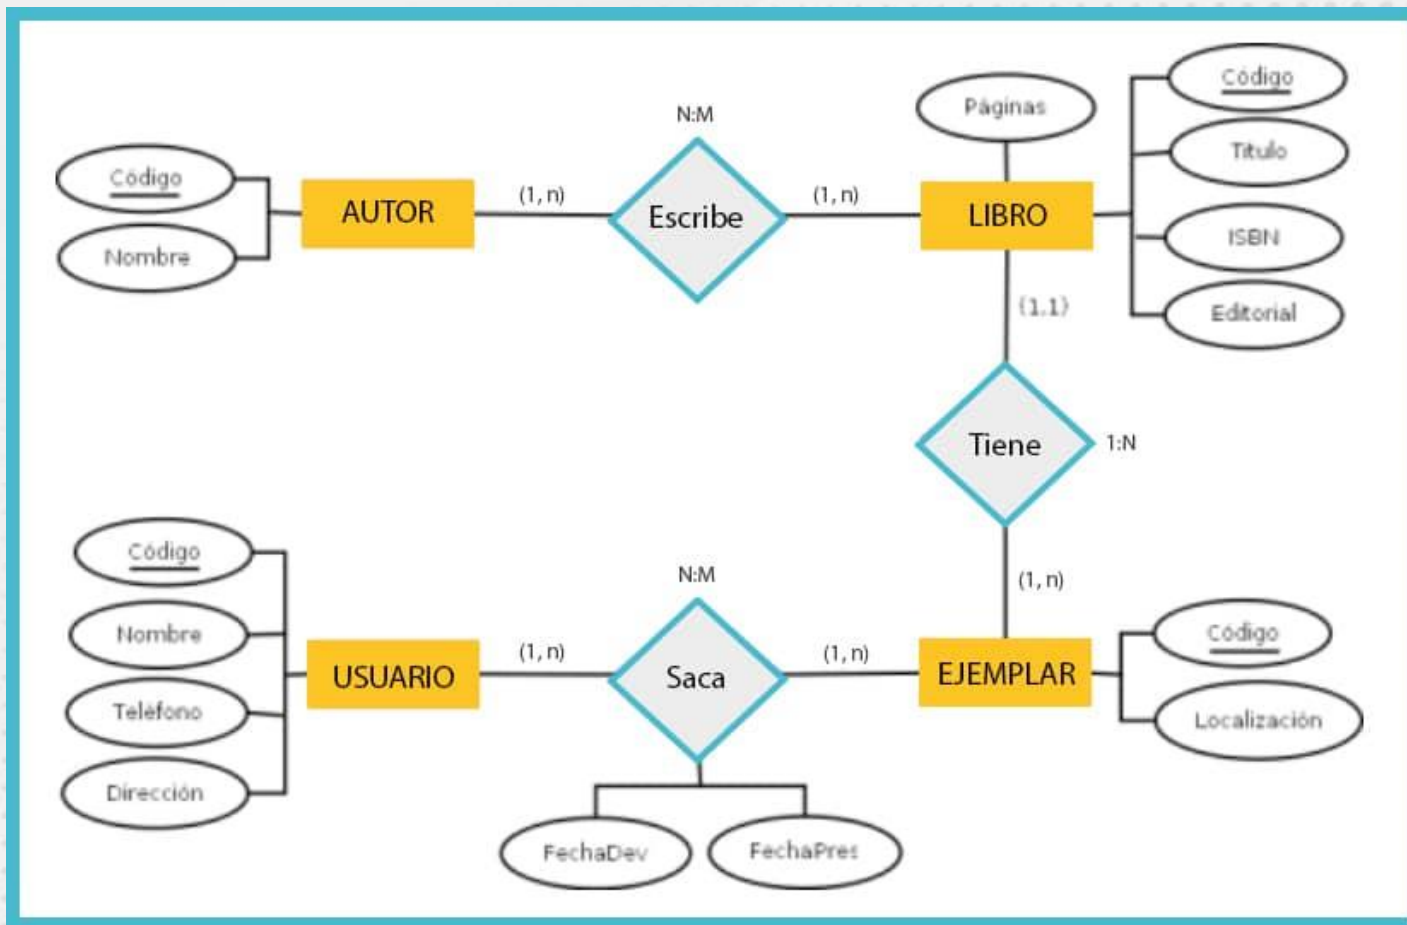 Código
Páginas
N:M
Código
Título
AUTOR
(1, n)
Escribe
(1, n)
LIBRO
Nombre
ISBN
(1.1)
Editorial
Tiene
1:N
Código
N:M
(1, n)
Nombre
Código
USUARIO
(1, n)
Saca
(1, n)
EJEMPLAR
Teléfono
Localización
Dirección
FechaDev
FechaPres